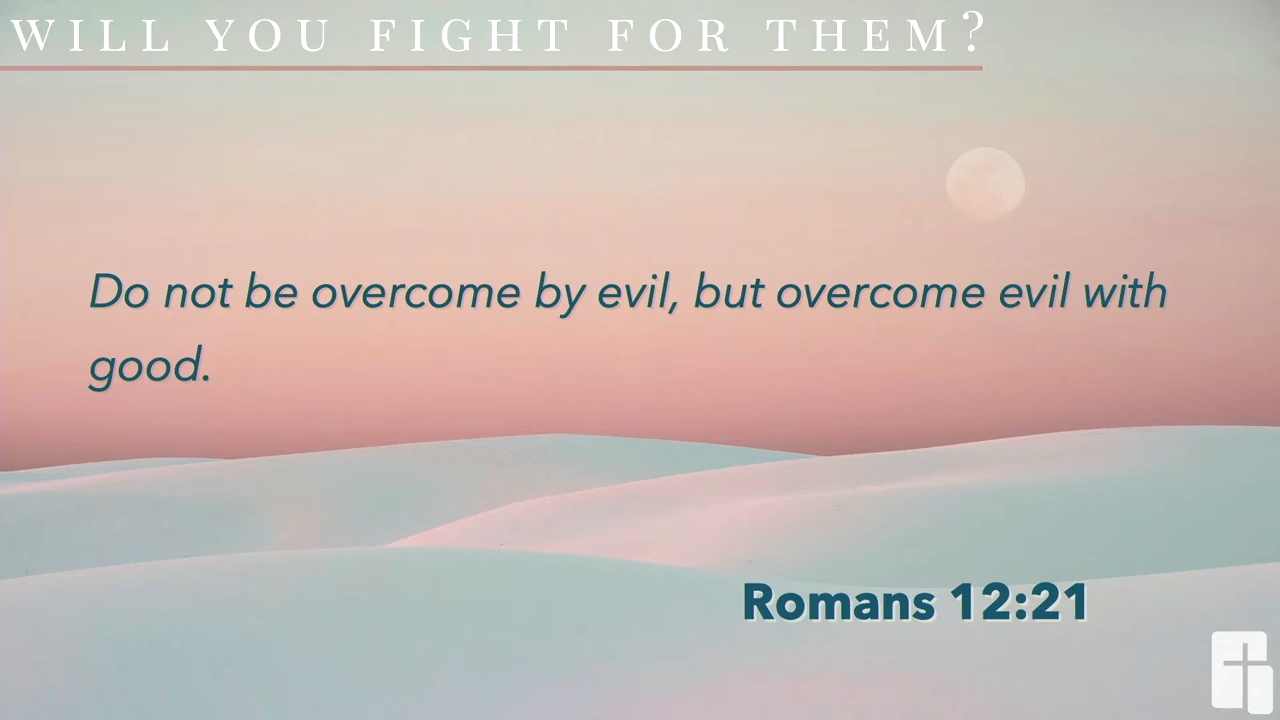 WILL YOU FIGHT FOR THEM?
Do not be overcome by evil, but overcome evil with
good.
Romans 12:21